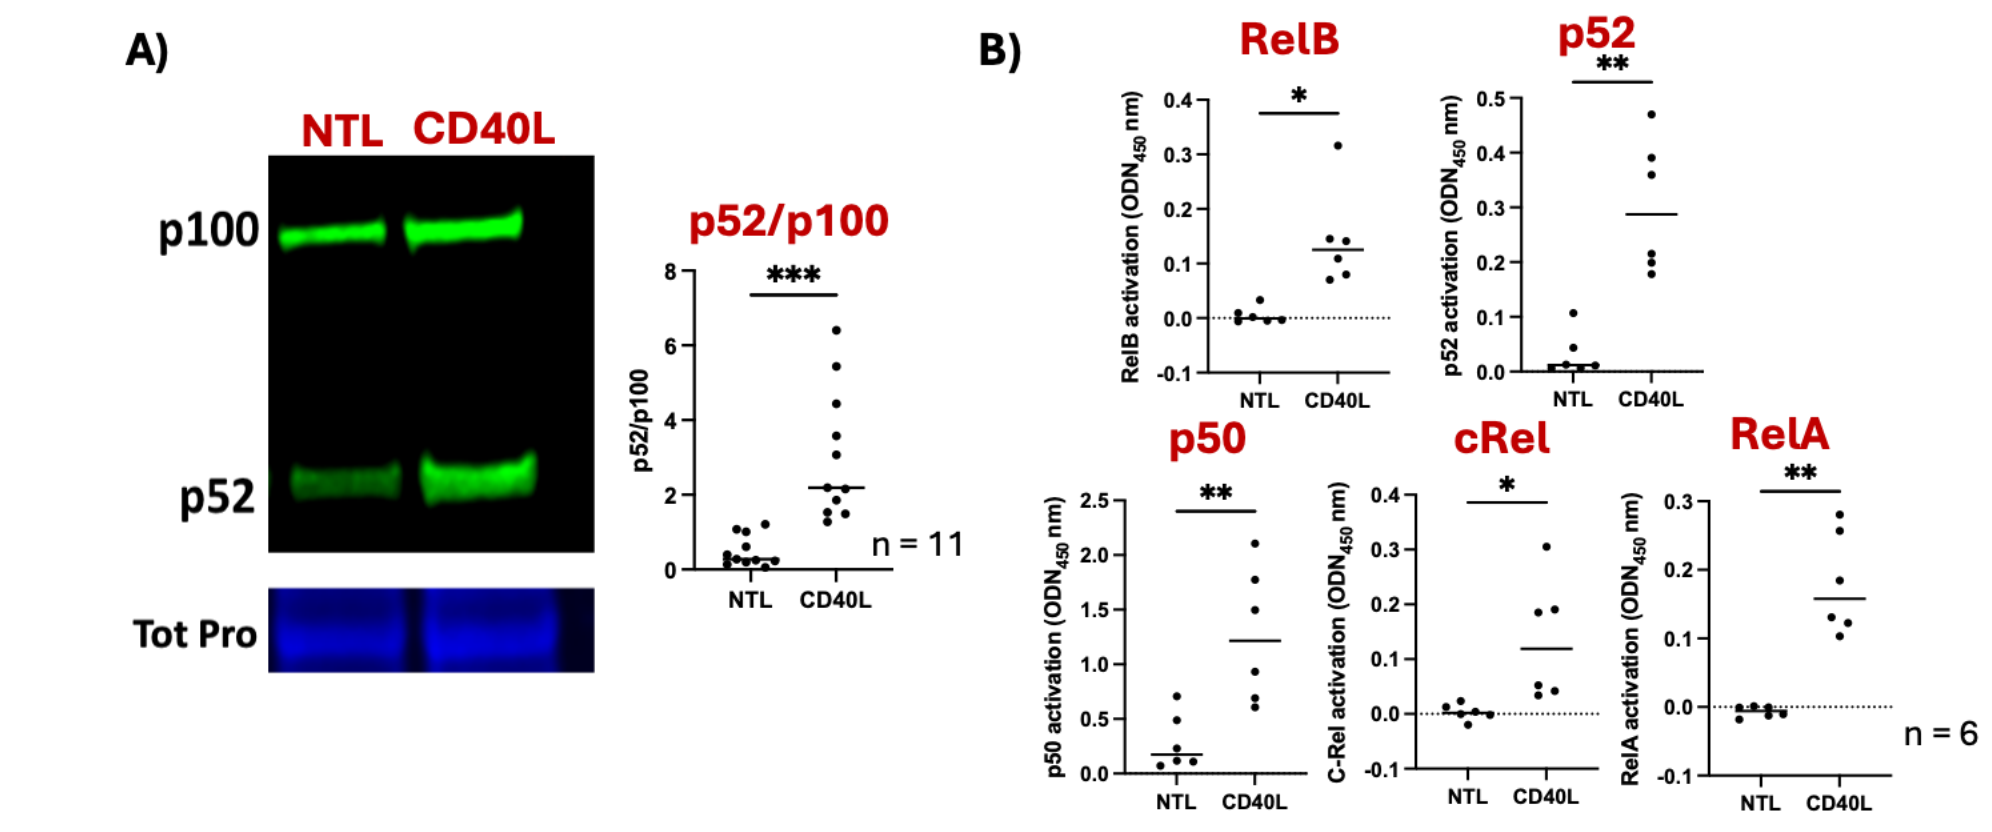 A)
NTL CD40L
p100
p52
Tot Pro
p52/p100
***
p52/p100
8
6
4
2
0
NTL CD40L
n = 11
B)
RelB
*
RelB activation (ODN450 nm)
0.4
0.3
0.2
0.1
0.0
-0.1
NTL CD40L
p52
**
p52 activation (ODN450 nm)
0.5
0.4
0.3
0.2
0.1
0.0
NTL CD40L
p50
**
p50 activation (ODN450 nm)
2.5
2.0
1.5
1.0
0.5
0.0
NTL CD40L
cRel
*
C-Rel activation (ODN450 nm)
0.4
0.3
0.2
0.1
0.0
-0.1
NTL CD40L
RelA
**
RelA activation (ODN450 nm)
0.3
0.2
0.1
0.0
-0.1
NTL CD40L
n = 6